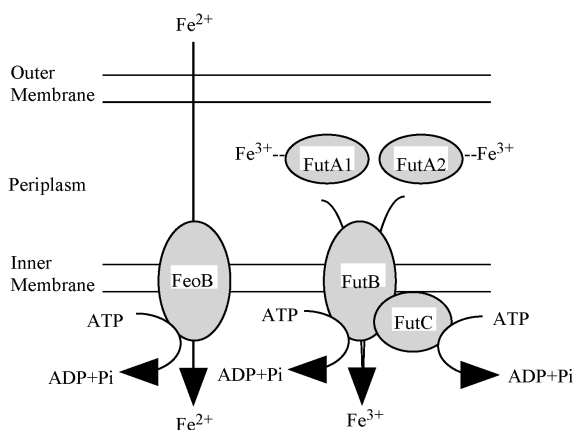 Fe2+
Outer
Membrane
Fe3+
FutA1
FutA2
Fe3+
Periplasm
Inner
Membrane
FeoB
FutB
FutC
ATP
ATP
ATP
ADP+Pi
ADP+Pi
ADP+Pi
Fe2+
Fe3+